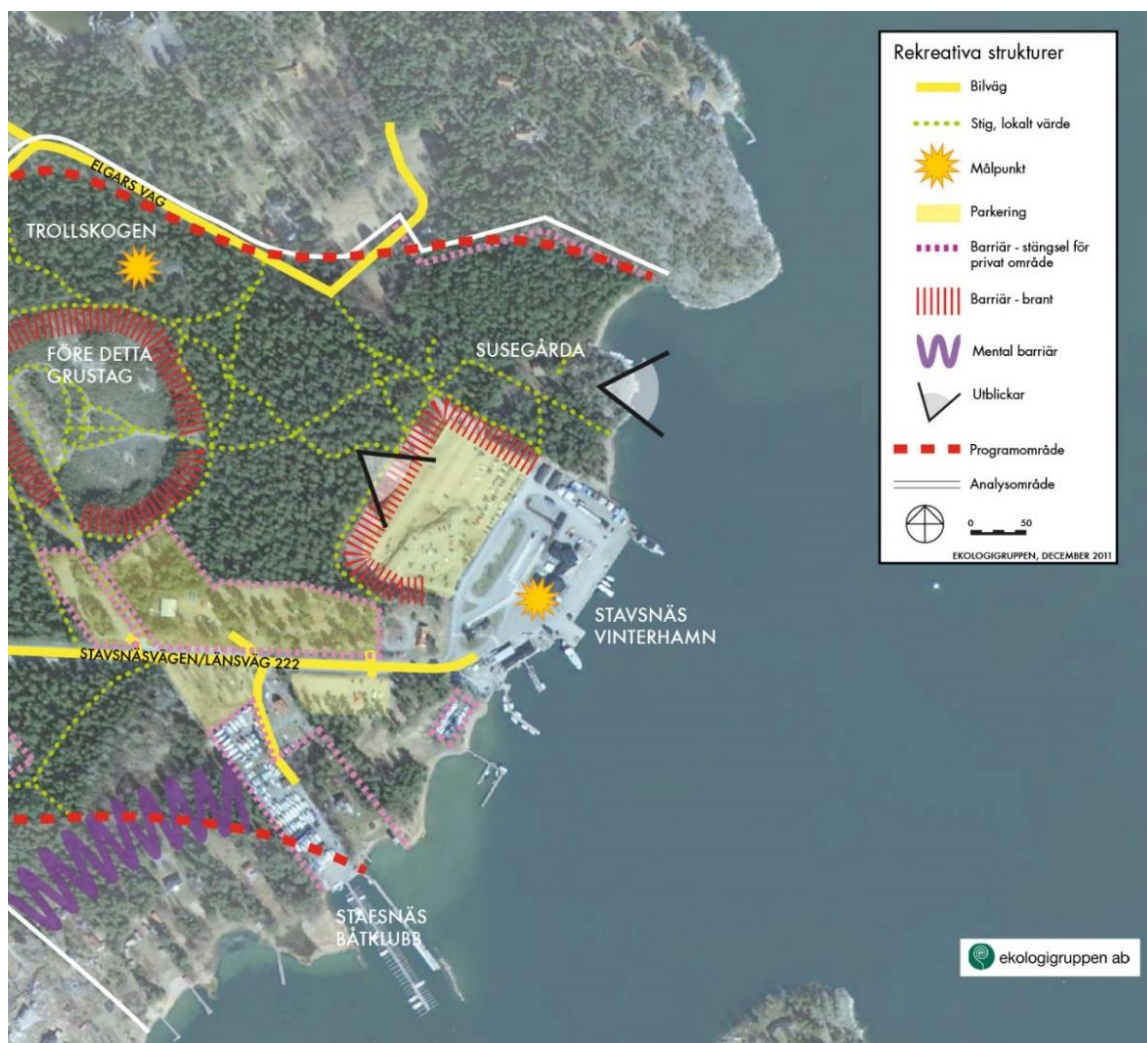 Rekreativa strukturer
Bilväg
Stig, lokalt värde
Målpunkt
Parkering
Barriär - stängsel för
privat område
Barriär - brant
Mental barriär
Utblickar
Programområde
Analysområde
0 50
EKOLOGIGRUPPEN, DECEMBER 2011
ELGARS VÄG
TROLLSKOGEN
FÖRE DETTA
GRUSTAG
SUSEGÅRDA
STAVSNÄS
VINTERHAMN
STAVSNÄSVÄGEN/LÄNSVÄG 222
STAFSNÄS
BÅTKLUBB
ekologigruppen ab